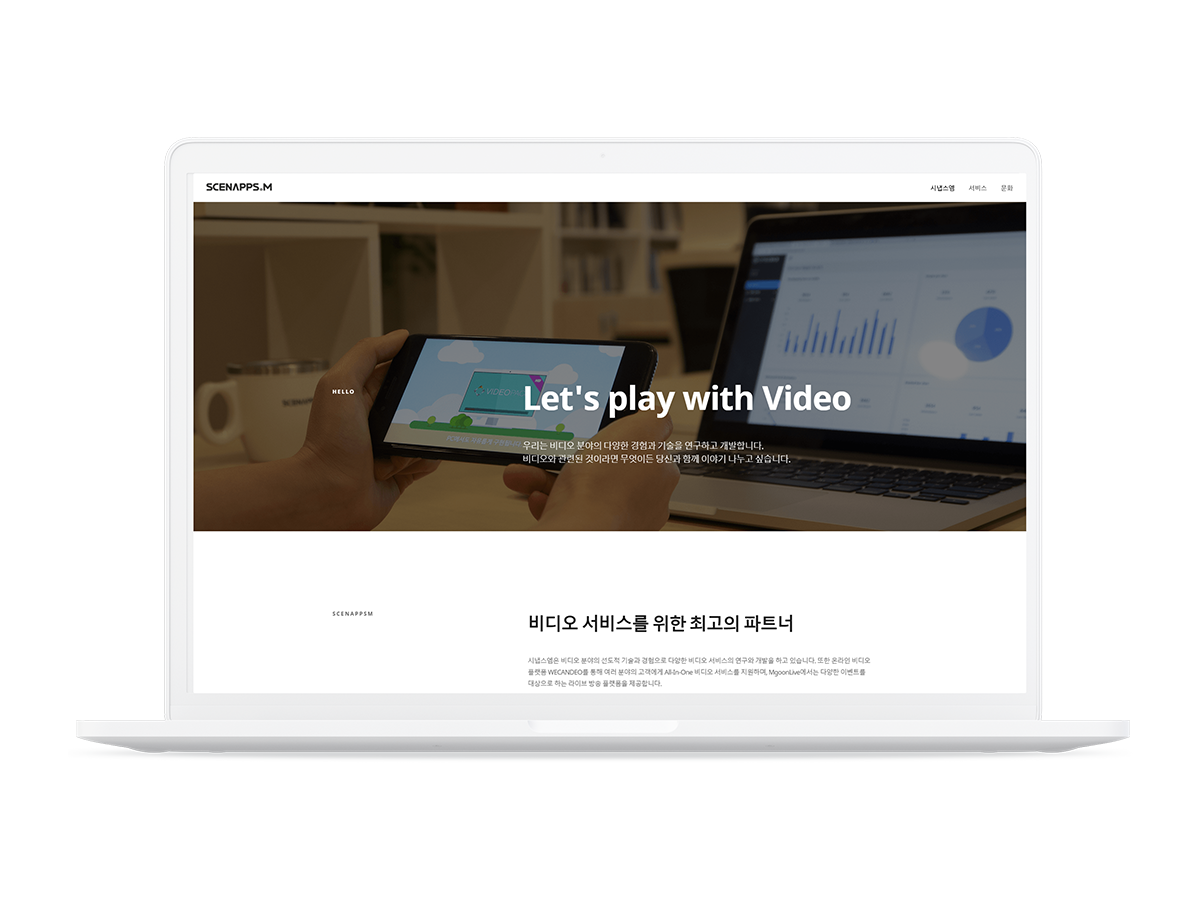 SCENAPPS.M
시냅스엠 서비스 문화
HELLO
Let's play with Video
우리는 비디오 분야의 다양한 경험과 기술을 연구하고 개발합니다.
비디오와 관련된 것이라면 무엇이든 당신과 함께 이야기 나누고 싶습니다.
VIDEO
SCENAPPSM
비디오 서비스를 위한 최고의 파트너
시냅스엠은 비디오 분야의 선도적 기술과 경험으로 다양한 비디오 서비스의 연구와 개발을 하고 있습니다. 또한 온라인 비디오
플랫폼 WECANDEO를 통해 여러 분야의 고객에게 All-In-One 비디오 서비스를 지원하며, MgoonLive에서는 다양한 이벤트를
대상으로 하는 라이브 방송 플랫폼을 제공합니다.